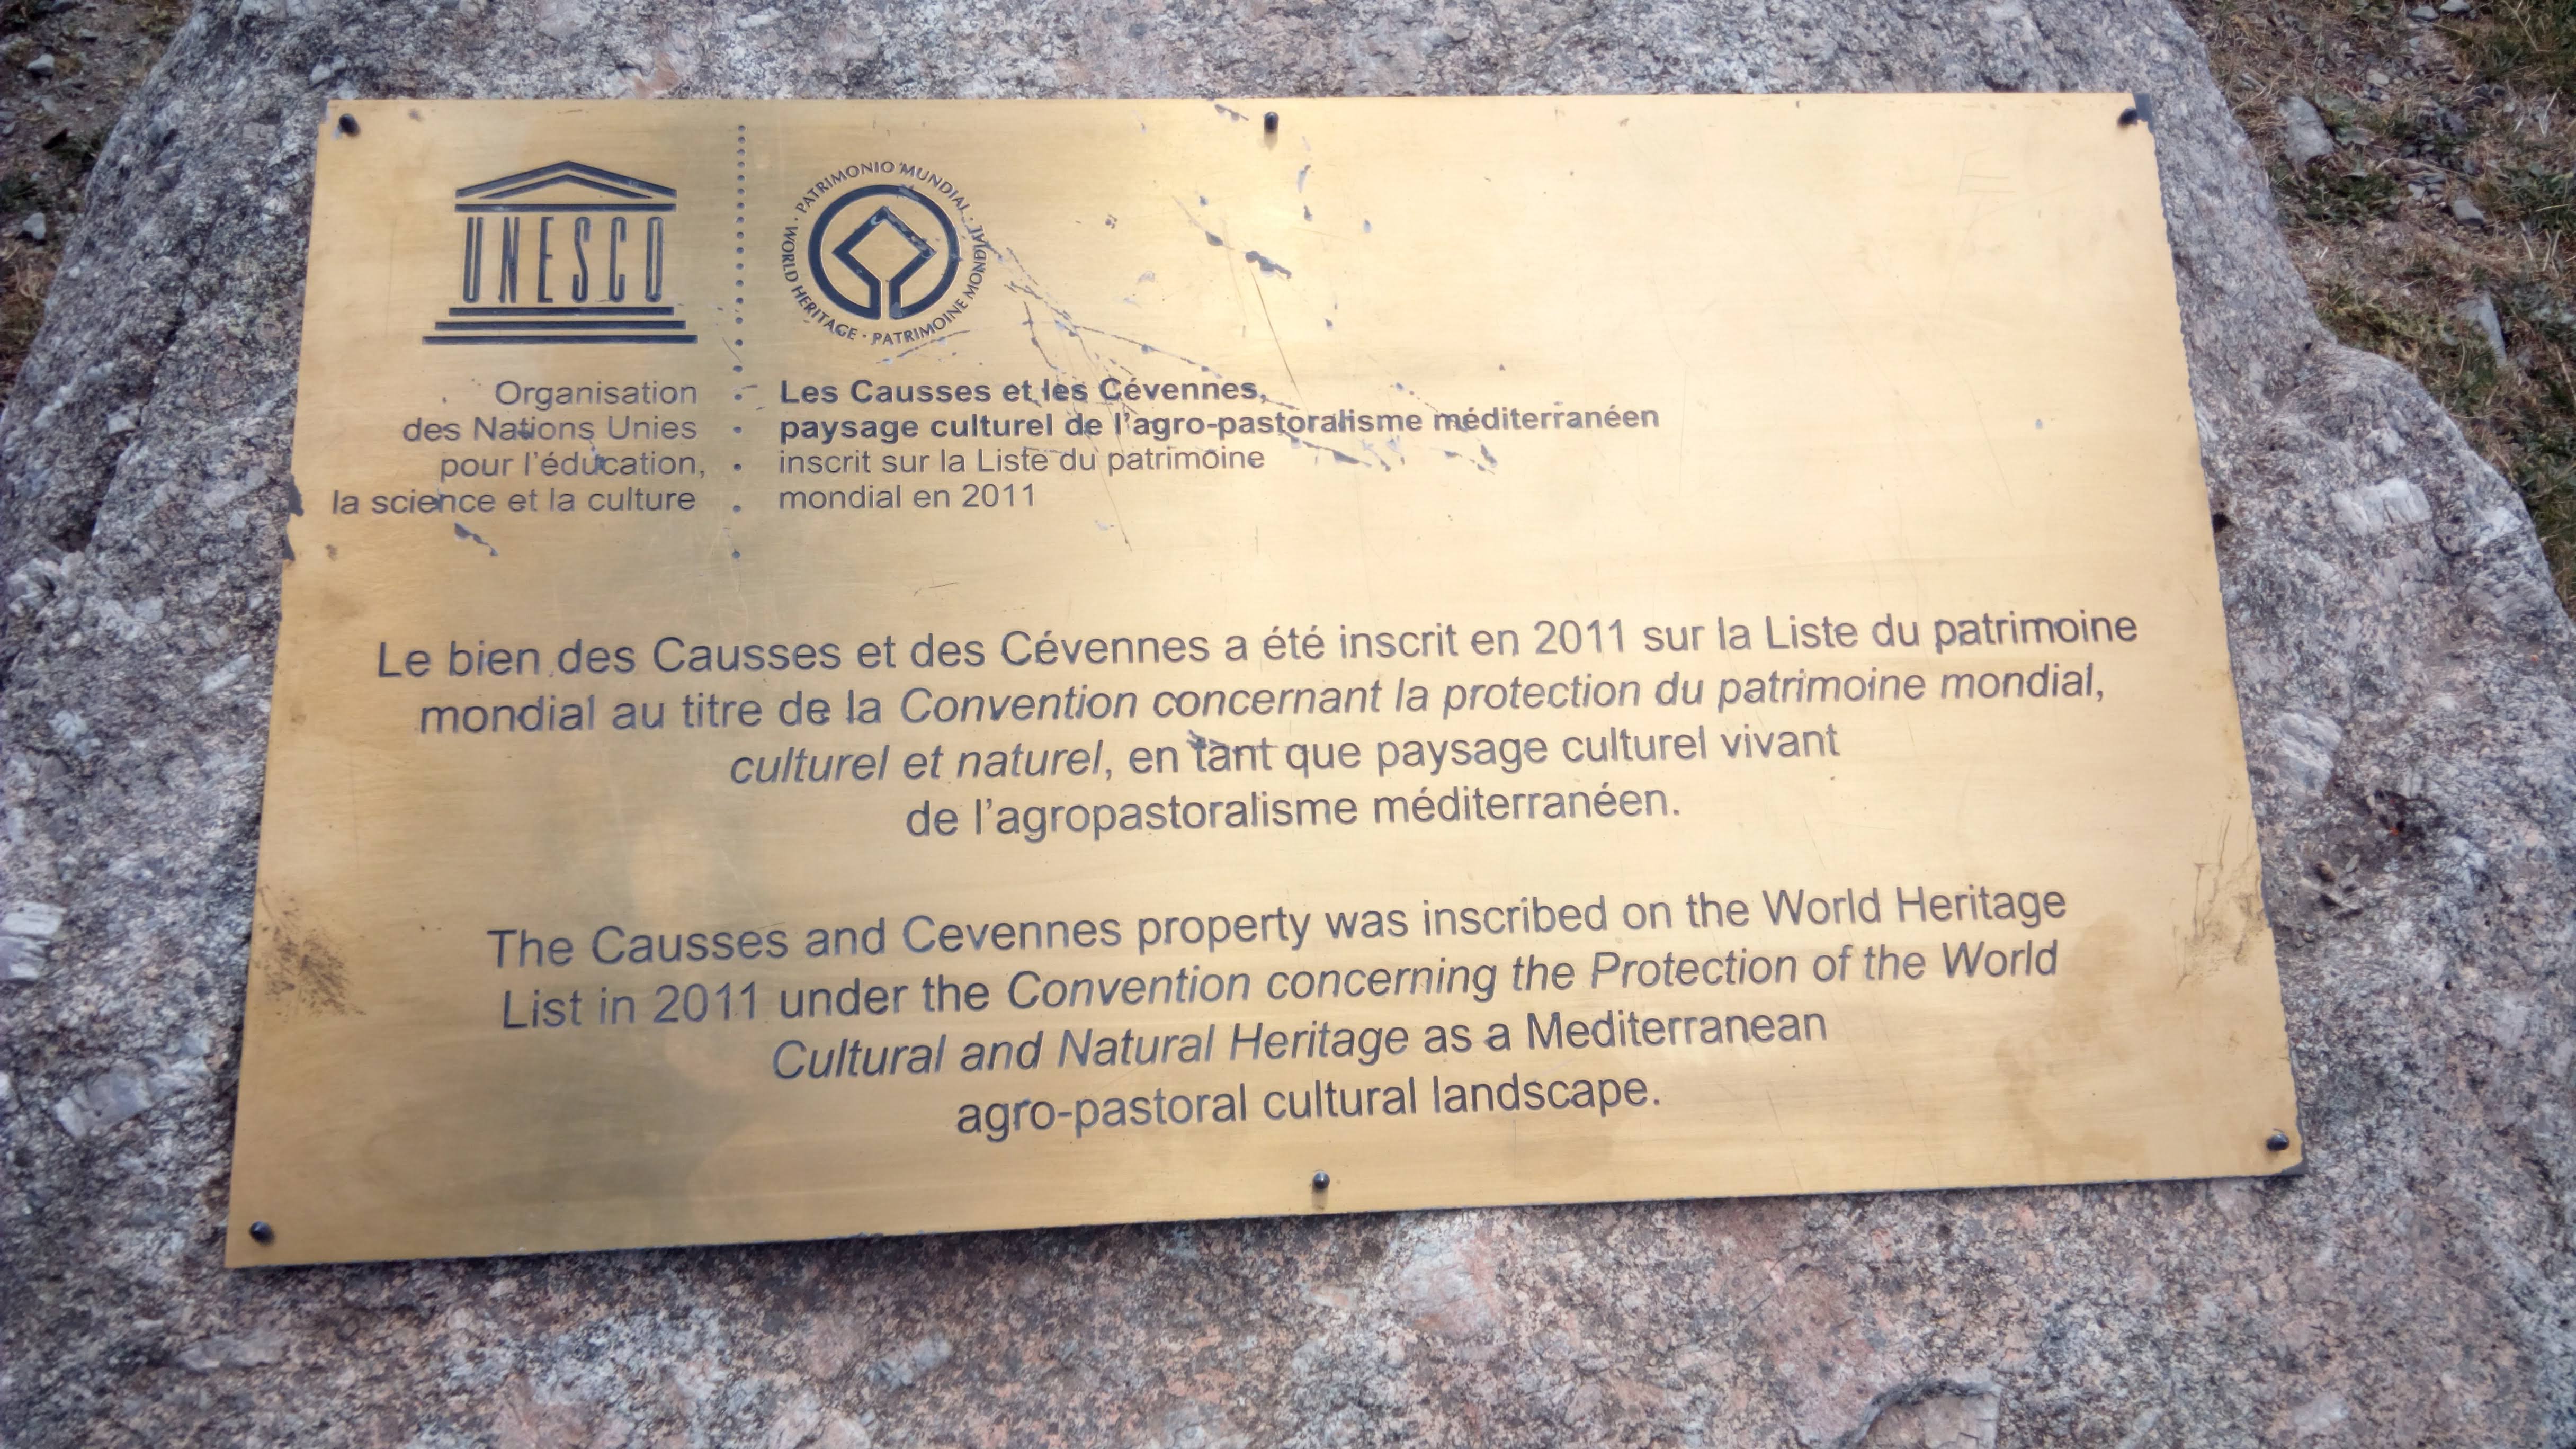 UNESCO
PATRIMONIO MUNDIAL · WORLD HERITAGE · PATRIMOINE MONDIAL ·
Organisation
des Nations Unies
pour l'éducation,
la science et la culture
Les Causses et les Cévennes,
paysage culturel de l'agro-pastoralisme méditerranéen
inscrit sur la Liste du patrimoine
mondial en 2011
Le bien des Causses et des Cévennes a été inscrit en 2011 sur la Liste du patrimoine
mondial au titre de la Convention concernant la protection du patrimoine mondial,
culturel et naturel, en tant que paysage culturel vivant
de l'agropastoralisme méditerranéen.
The Causses and Cevennes property was inscribed on the World Heritage
List in 2011 under the Convention concerning the Protection of the World
Cultural and Natural Heritage as a Mediterranean
agro-pastoral cultural landscape.